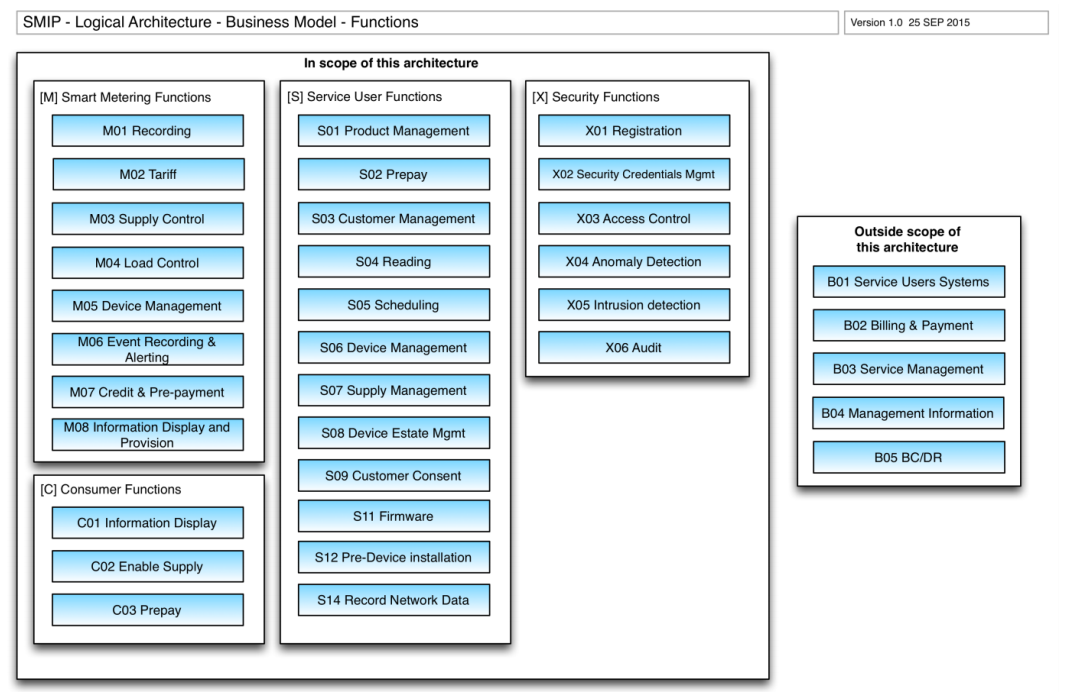 SMIP - Logical Architecture - Business Model - Functions
Version 1.0 25 SEP 2015
In scope of this architecture
[M] Smart Metering Functions
M01 Recording
M02 Tariff
M03 Supply Control
M04 Load Control
M05 Device Management
M06 Event Recording &
Alerting
M07 Credit & Pre-payment
M08 Information Display and
Provision
[C] Consumer Functions
C01 Information Display
C02 Enable Supply
C03 Prepay
[S] Service User Functions
S01 Product Management
S02 Prepay
S03 Customer Management
S04 Reading
S05 Scheduling
S06 Device Management
S07 Supply Management
S08 Device Estate Mgmt
S09 Customer Consent
S11 Firmware
S12 Pre-Device installation
S14 Record Network Data
[X] Security Functions
X01 Registration
X02 Security Credentials Mgmt
X03 Access Control
X04 Anomaly Detection
X05 Intrusion detection
X06 Audit
Outside scope of
this architecture
B01 Service Users Systems
B02 Billing & Payment
B03 Service Management
B04 Management Information
B05 BC/DR